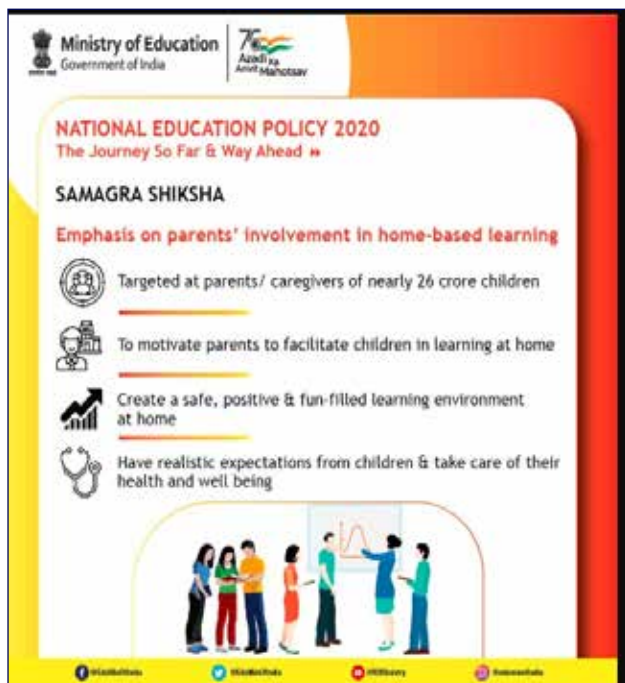 Ministry of Education
Government of India
Azadi Ka
Amrit Mahotsav
NATIONAL EDUCATION POLICY 2020
The Journey So Far & Way Ahead
SAMAGRA SHIKSHA
Emphasis on parents' involvement in home-based learning
Targeted at parents/ caregivers of nearly 26 crore children
To motivate parents to facilitate children in learning at home
Create a safe, positive & fun-filled learning environment
at home
Have realistic expectations from children & take care of their
health and well being